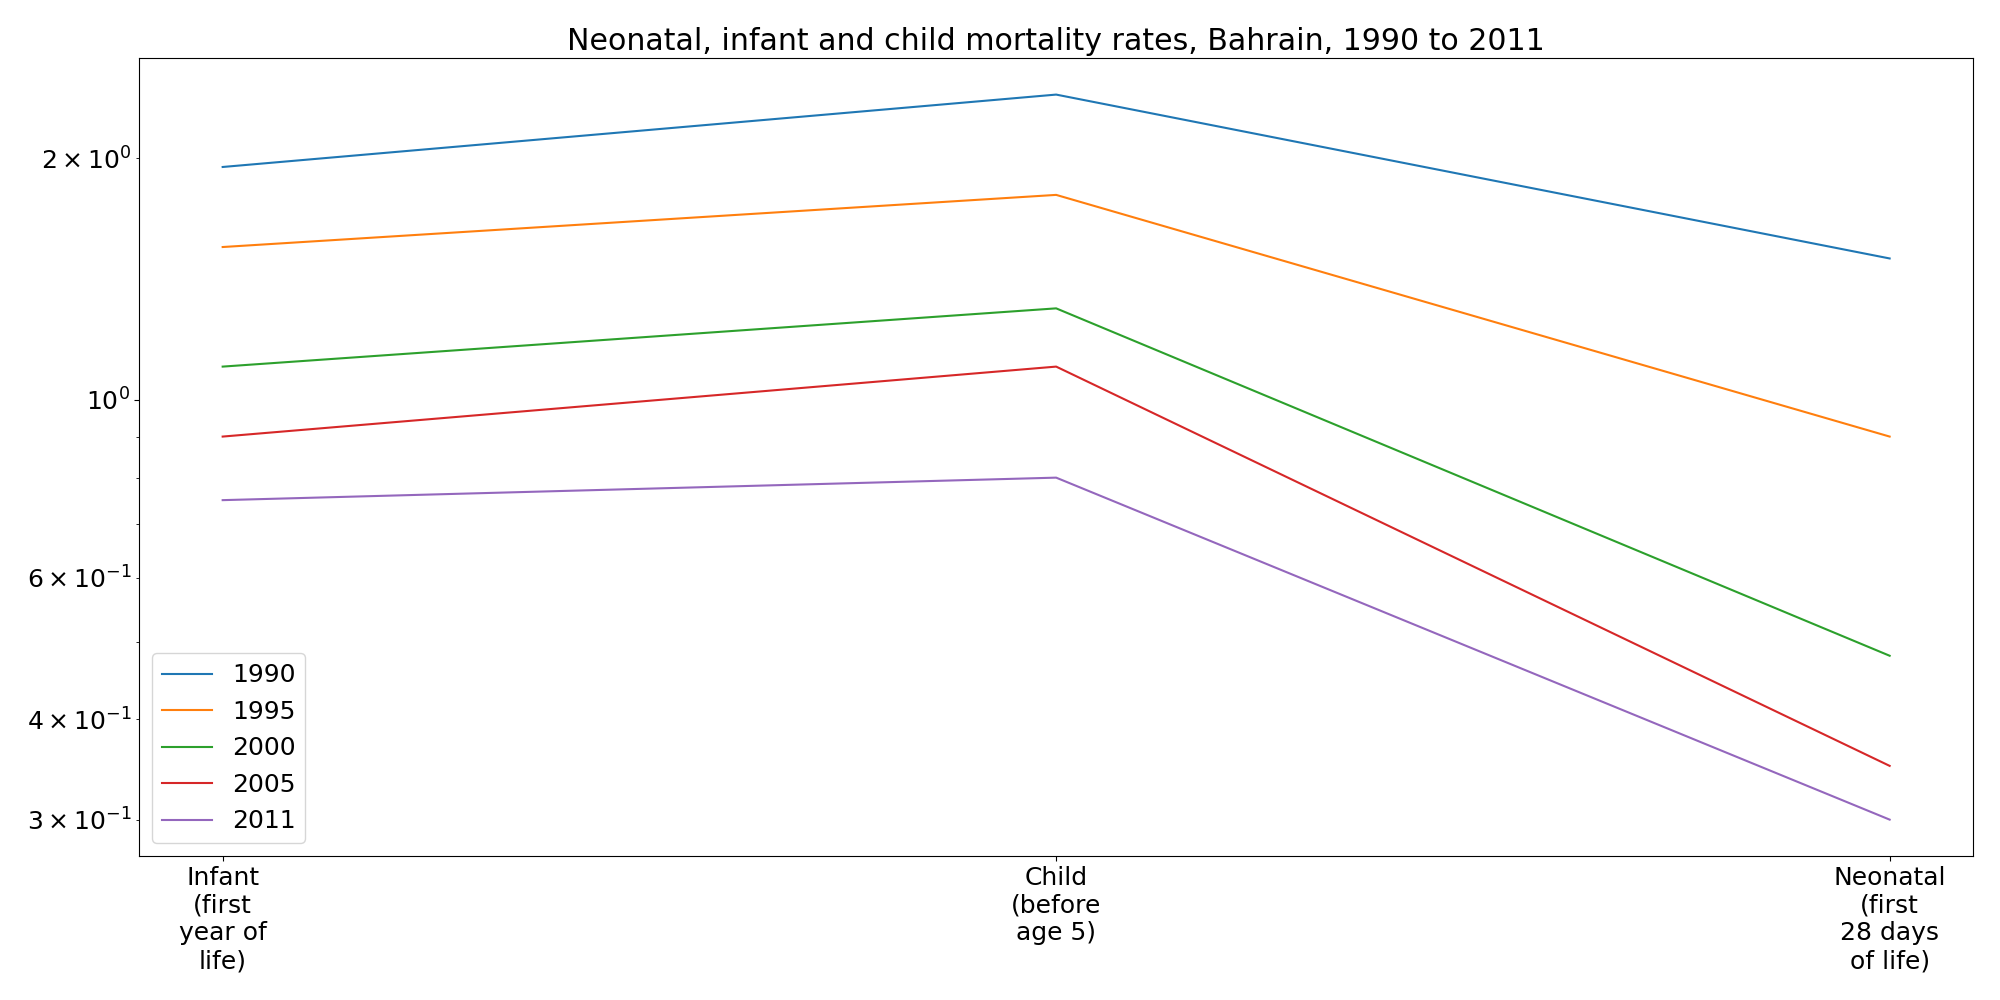 Neonatal, infant and child mortality rates, Bahrain, 1990 to 2011
2 × 10⁰
10⁰
6 × 10⁻¹
4 × 10⁻¹
3 × 10⁻¹
1990
1995
2000
2005
2011
Infant
(first
year of
life)
Child
(before
age 5)
Neonatal
(first
28 days
of life)